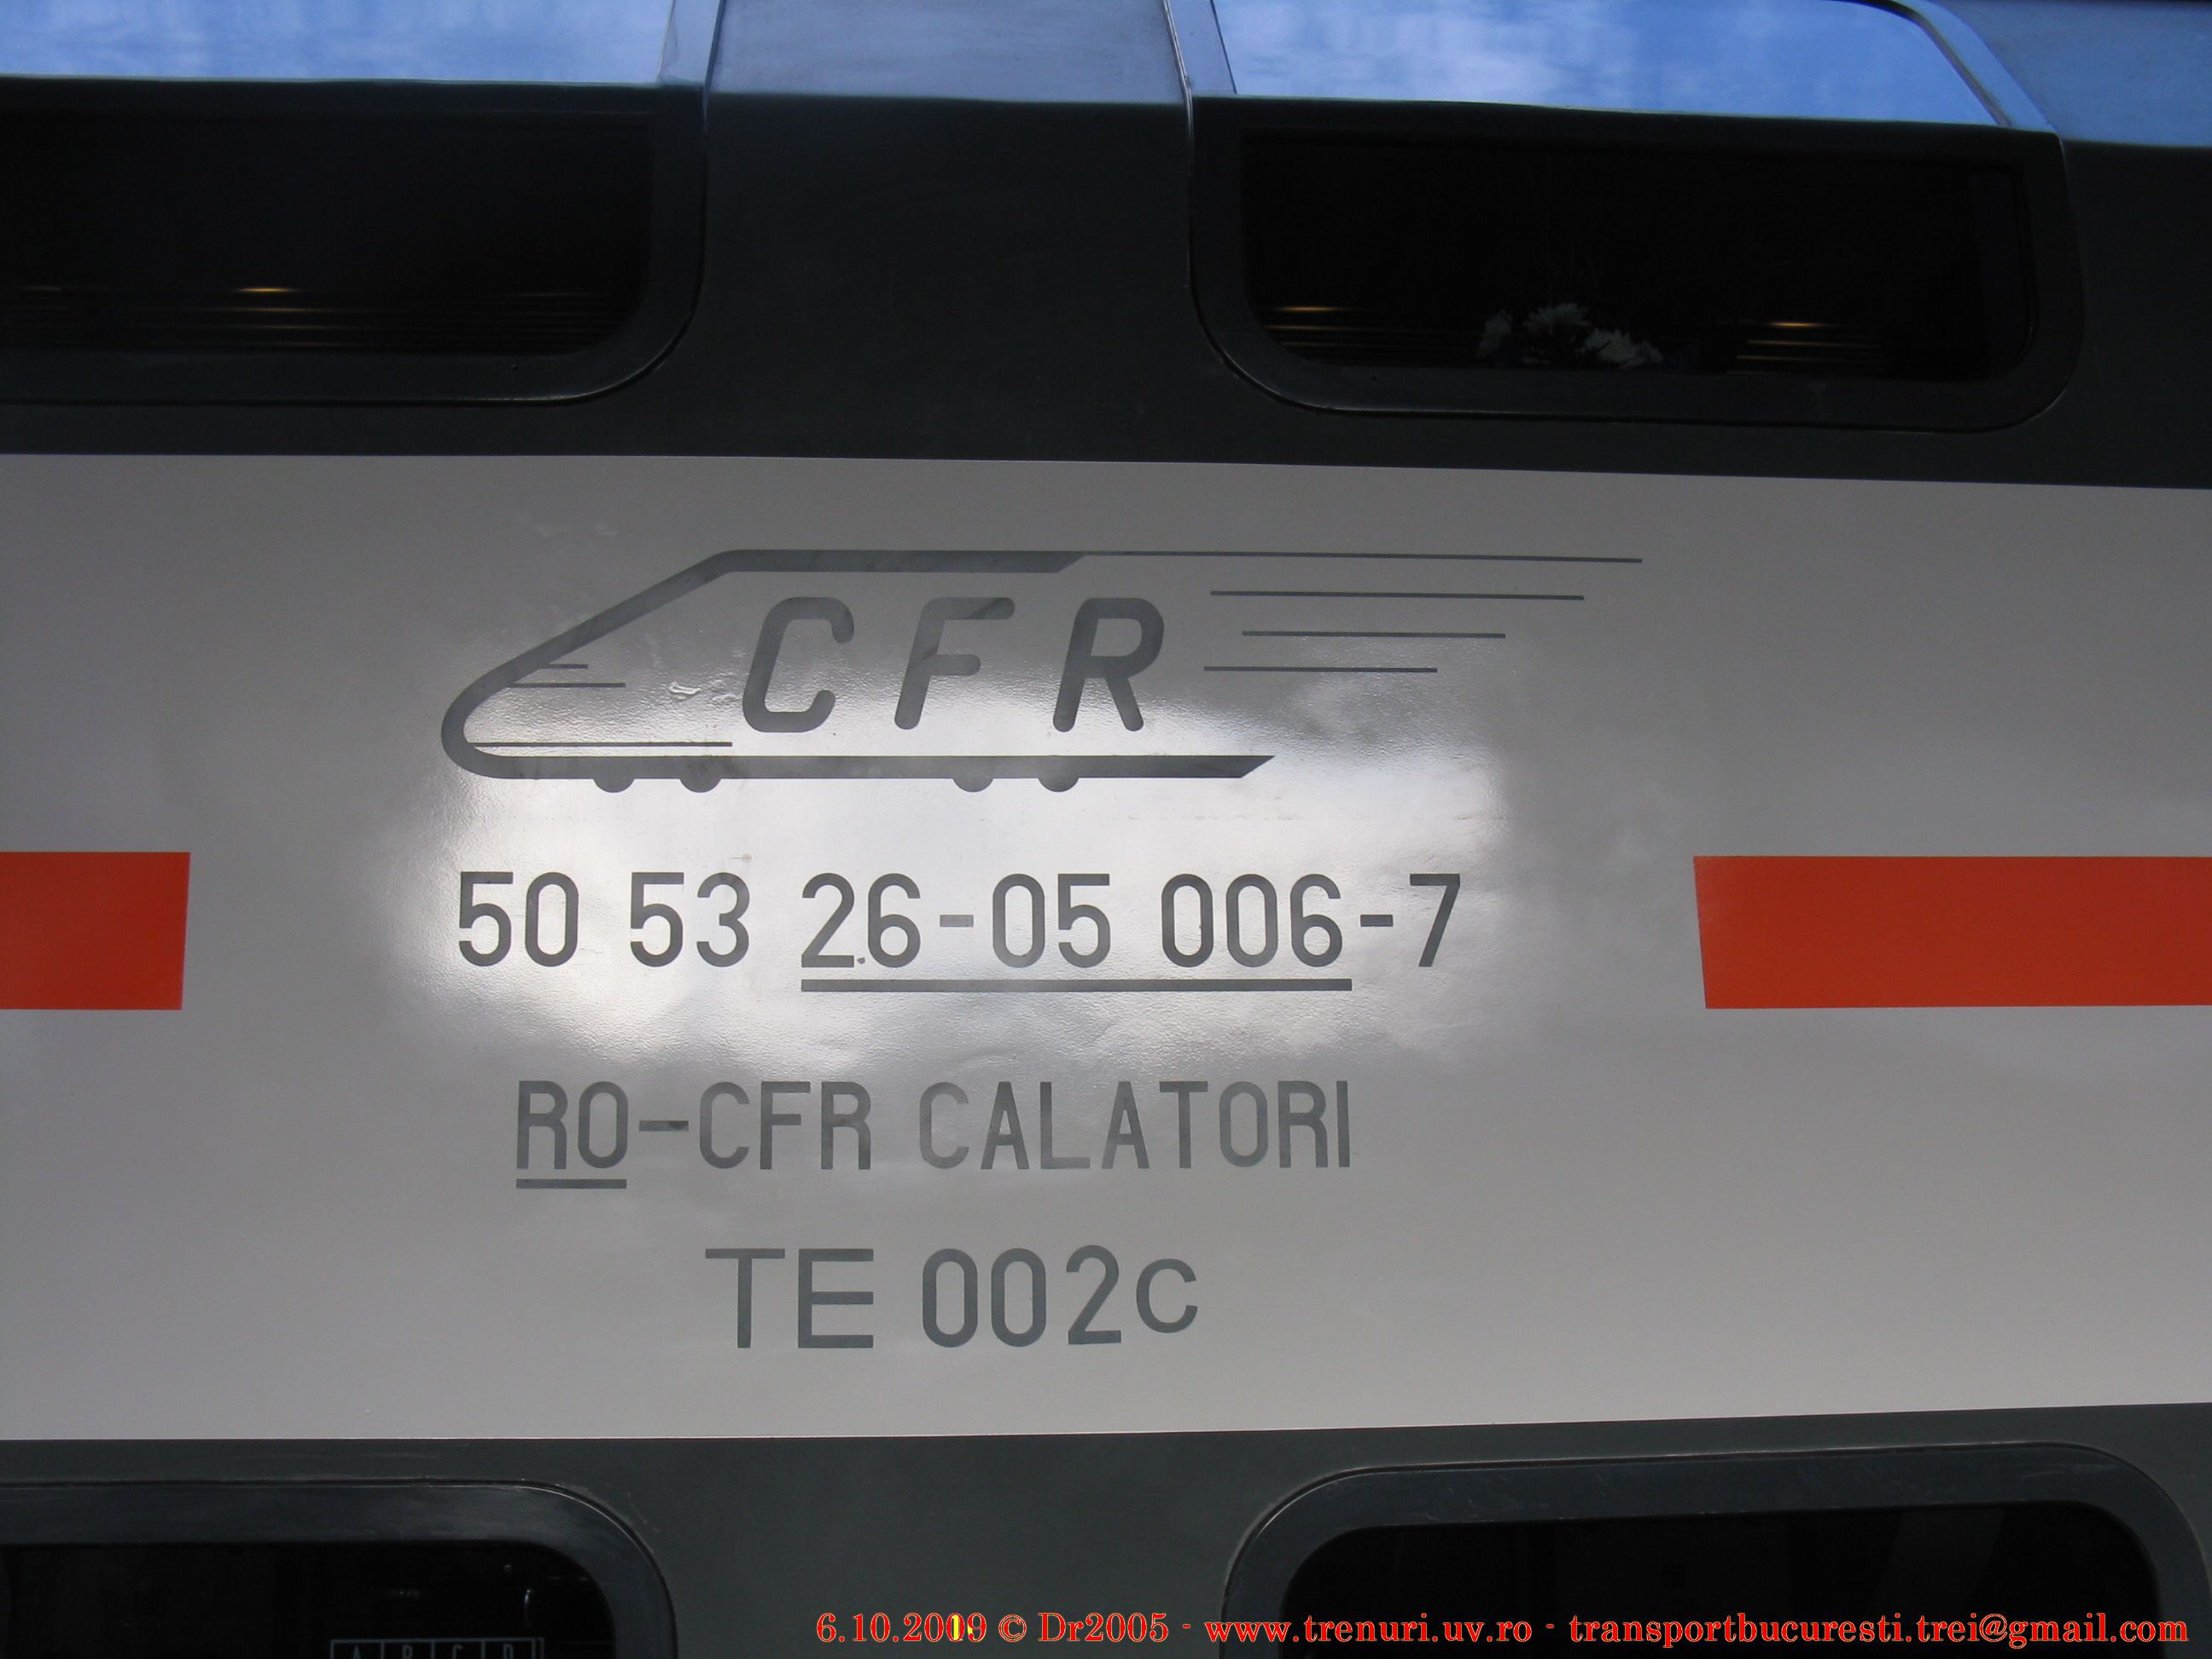 CFR
50 53 26-05 006-7
RO-CFR CALATORI
TE 002c
A B C D
6.10.2009 © Dr2005 - www.trenuri.uv.ro - transportbucuresti.trei@gmail.com